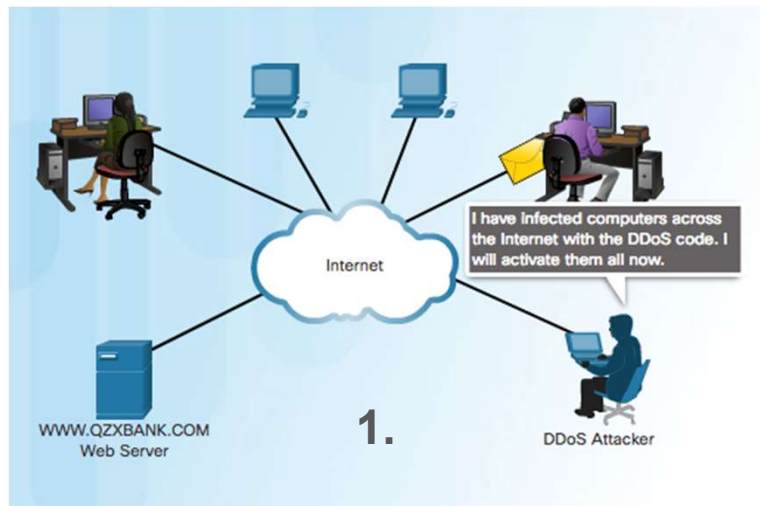 I have infected computers across
the Internet with the DDoS code. I
will activate them all now.
Internet
WWW.QZXBANK.COM
Web Server
1.
DDoS Attacker